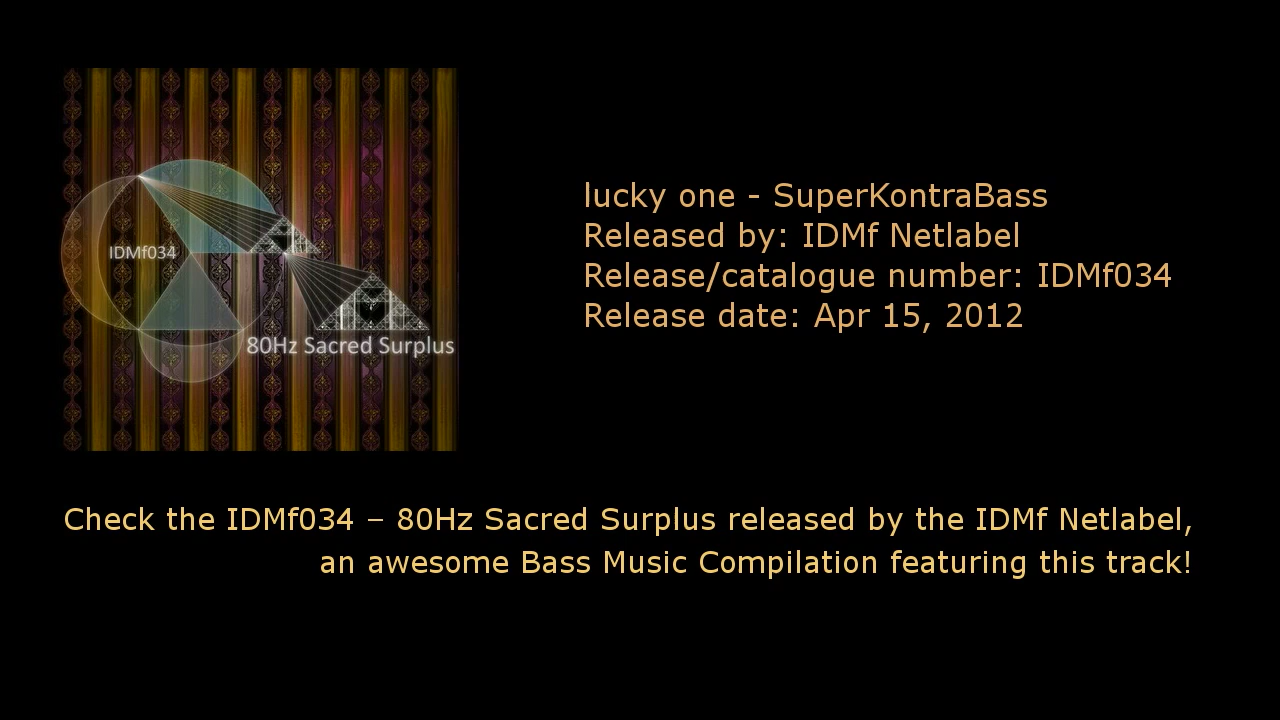 IDMf034
80Hz Sacred Surplus
lucky one - SuperKontraBass
Released by: IDMf Netlabel
Release/catalogue number: IDMf034
Release date: Apr 15, 2012
Check the IDMf034 – 80Hz Sacred Surplus released by the IDMf Netlabel,
an awesome Bass Music Compilation featuring this track!